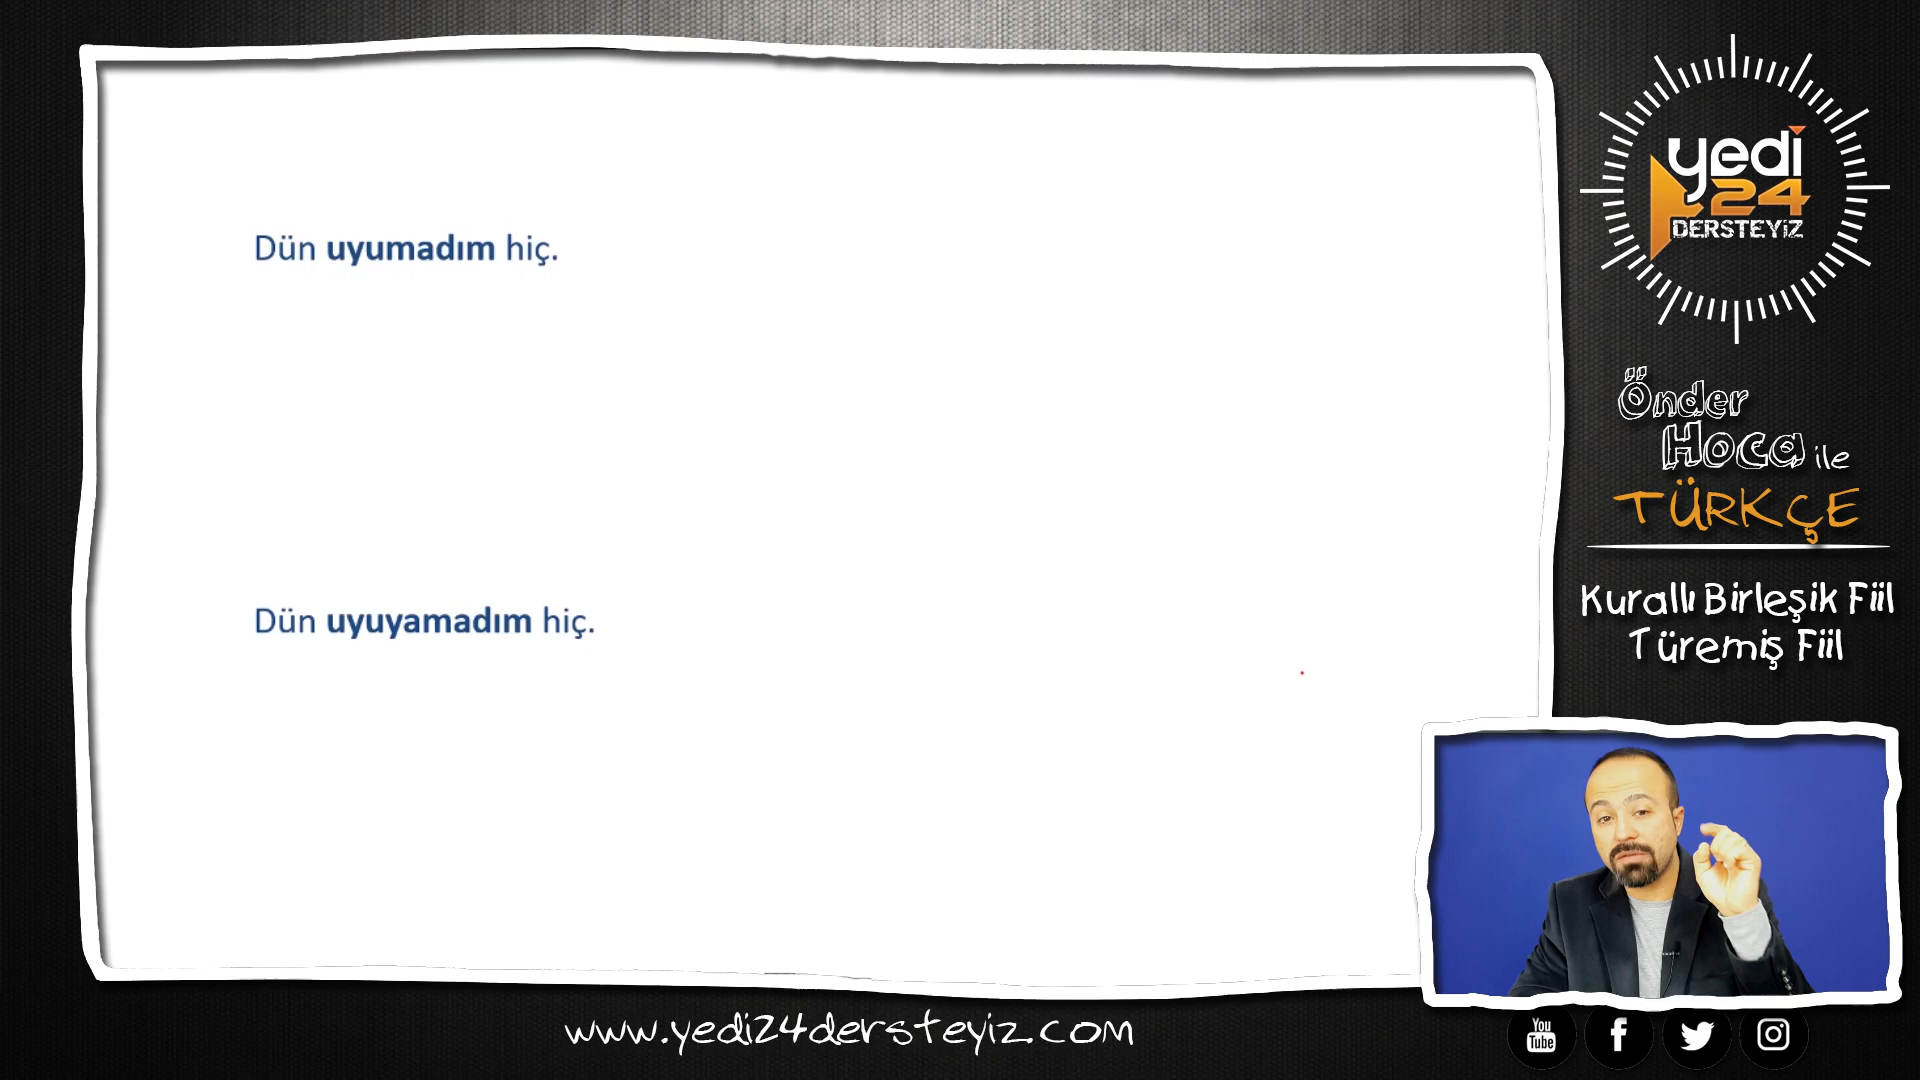 Dün uyumadım hiç.
Dün uyuyamadım hiç.
yedi
24
DERSTEYİZ
Önder
Hoca ile
TÜRKÇE
Kurallı Birleşik Fiil
Türemiş Fiil
www.yedi24dersteyiz.com
You
Tube